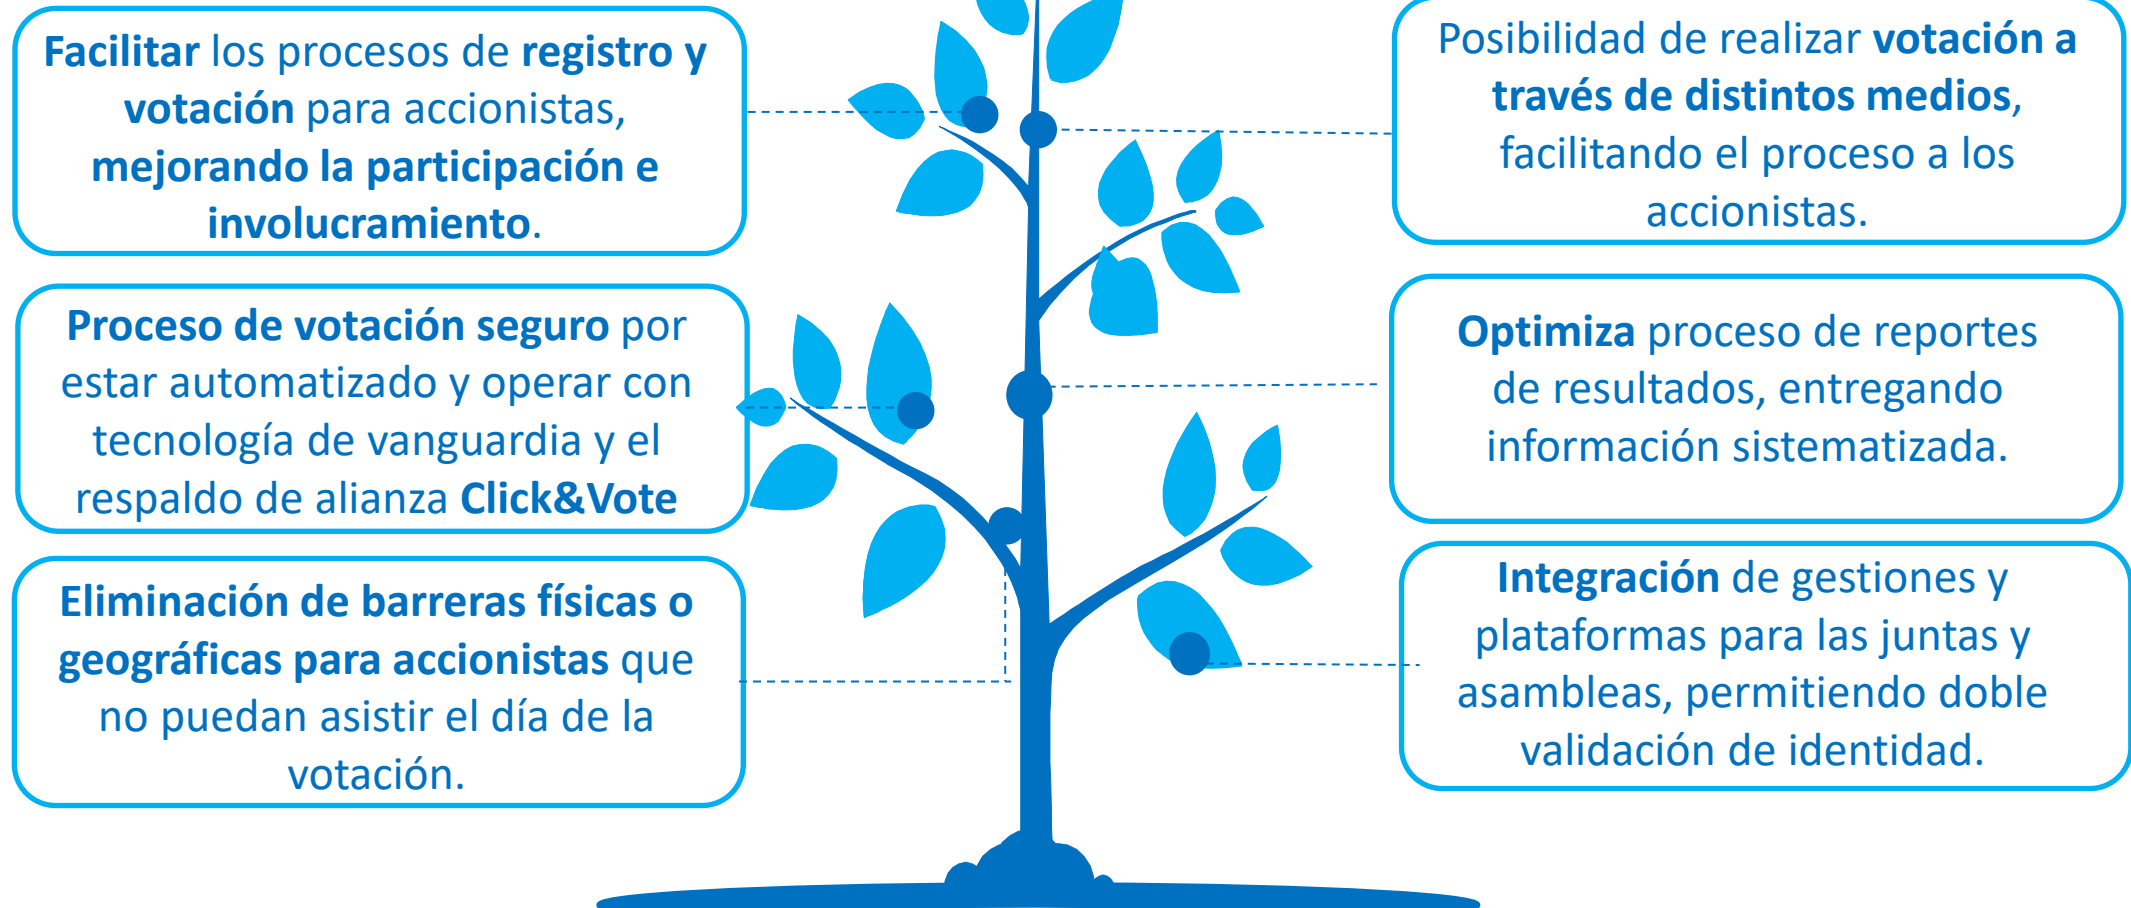 Facilitar los procesos de registro y
votación para accionistas,
mejorando la participación e
involucramiento.
Proceso de votación seguro por
estar automatizado y operar con
tecnología de vanguardia y el
respaldo de alianza Click&Vote
Eliminación de barreras físicas o
geográficas para accionistas que
no puedan asistir el día de la
votación.
Posibilidad de realizar votación a
través de distintos medios,
facilitando el proceso a los
accionistas.
Optimiza proceso de reportes
de resultados, entregando
información sistematizada.
Integración de gestiones y
plataformas para las juntas y
asambleas, permitiendo doble
validación de identidad.